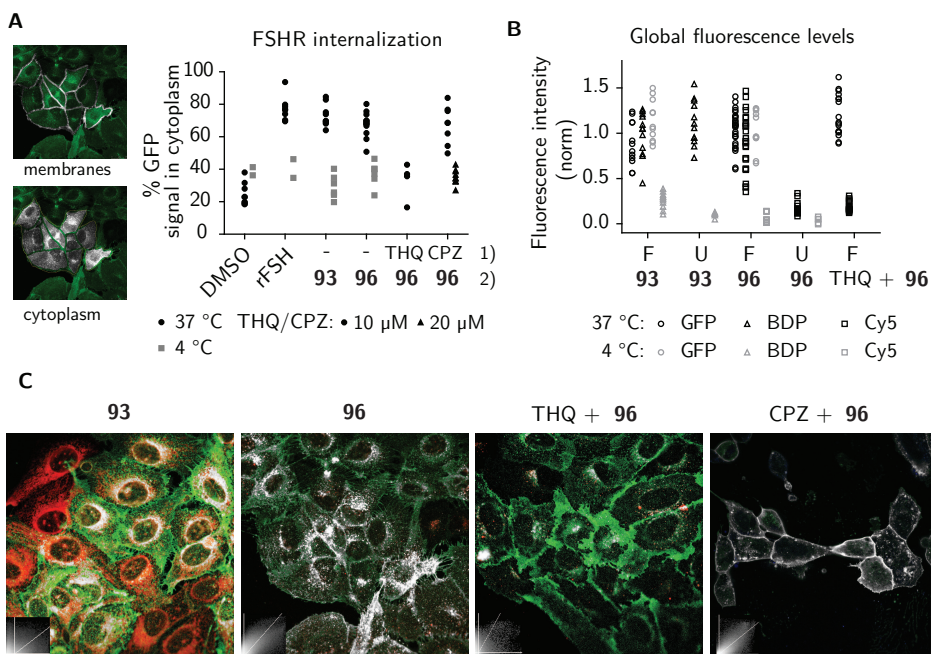 A
membranes
cytoplasm
FSHR internalization
% GFP
signal in cytoplasm
100
80
60
40
20
0
DMSO
rFSH
- - THQ CPZ 1)
93 96 96 96 2)
37 °C THQ/CPZ: 10 µM 20 µM
4 °C
B
Global fluorescence levels
Fluorescence intensity
(norm)
1.5
1.0
0.5
0.0
F U F U F
93 93 96 96 THQ + 96
37 °C: GFP BDP Cy5
4 °C: GFP BDP Cy5
C
93 96 THQ + 96 CPZ + 96